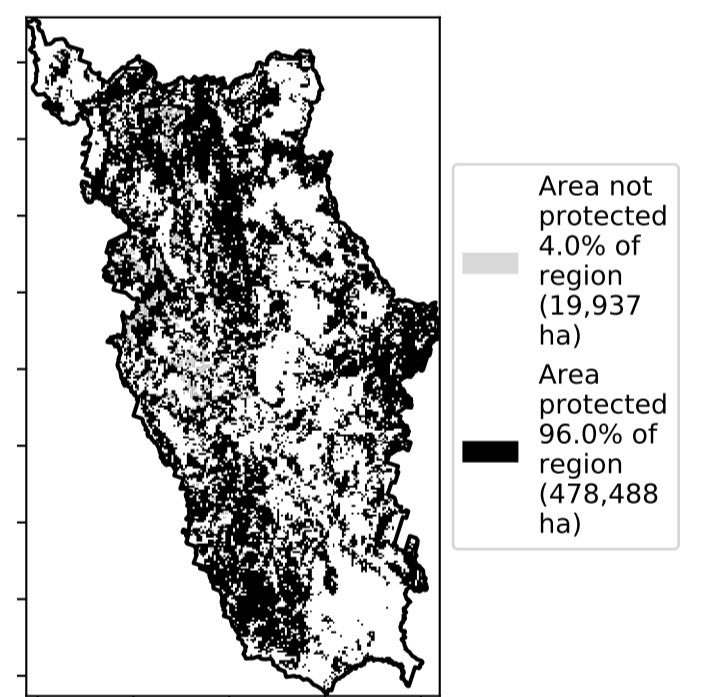 Area not
protected
4.0% of
region
(19,937
ha)
Area
protected
96.0% of
region
(478,488
ha)